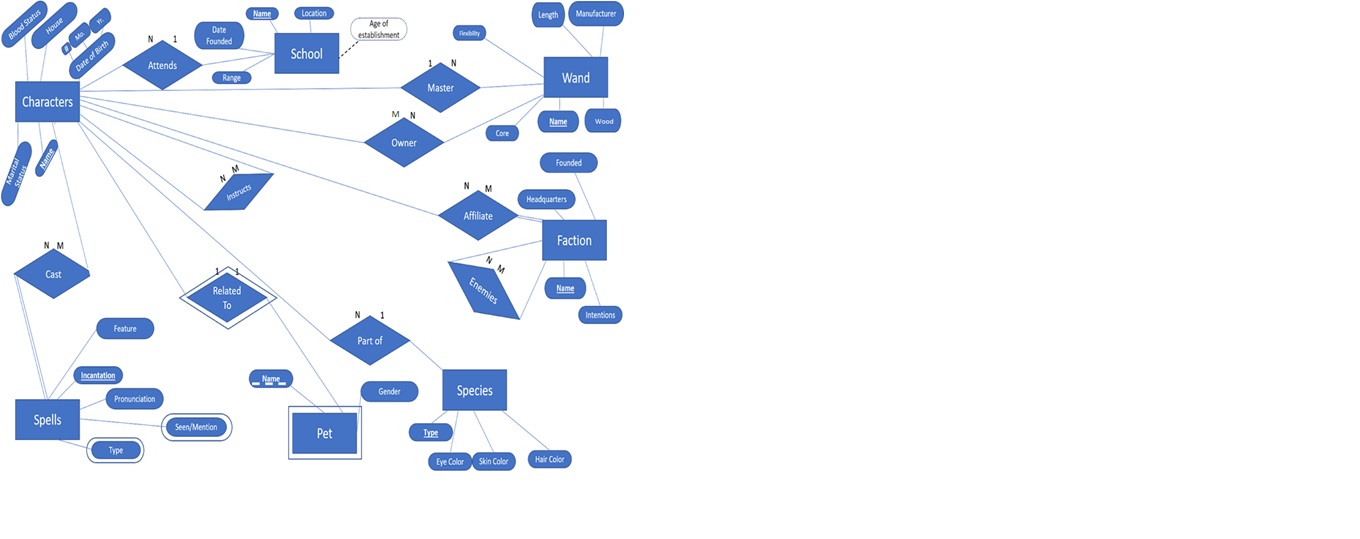 Blood Status
House
#
Mo.
Yr.
Date of Birth
Characters
Marital
Status
Name
N 1
Attends
Name
Location
Date
Founded
Range
School
Age of
establishment
Flexibility
Length
Manufacturer
Wand
Core
Name
Wood
1 N
Master
M N
Owner
N M
Instructs
N M
Affiliate
Founded
Headquarters
Faction
Name
Intentions
N M
Enemies
N M
Cast
1 1
Related
To
N 1
Part of
Feature
Incantation
Pronunciation
Seen/Mention
Type
Spells
Name
Gender
Pet
Species
Type
Eye Color
Skin Color
Hair Color